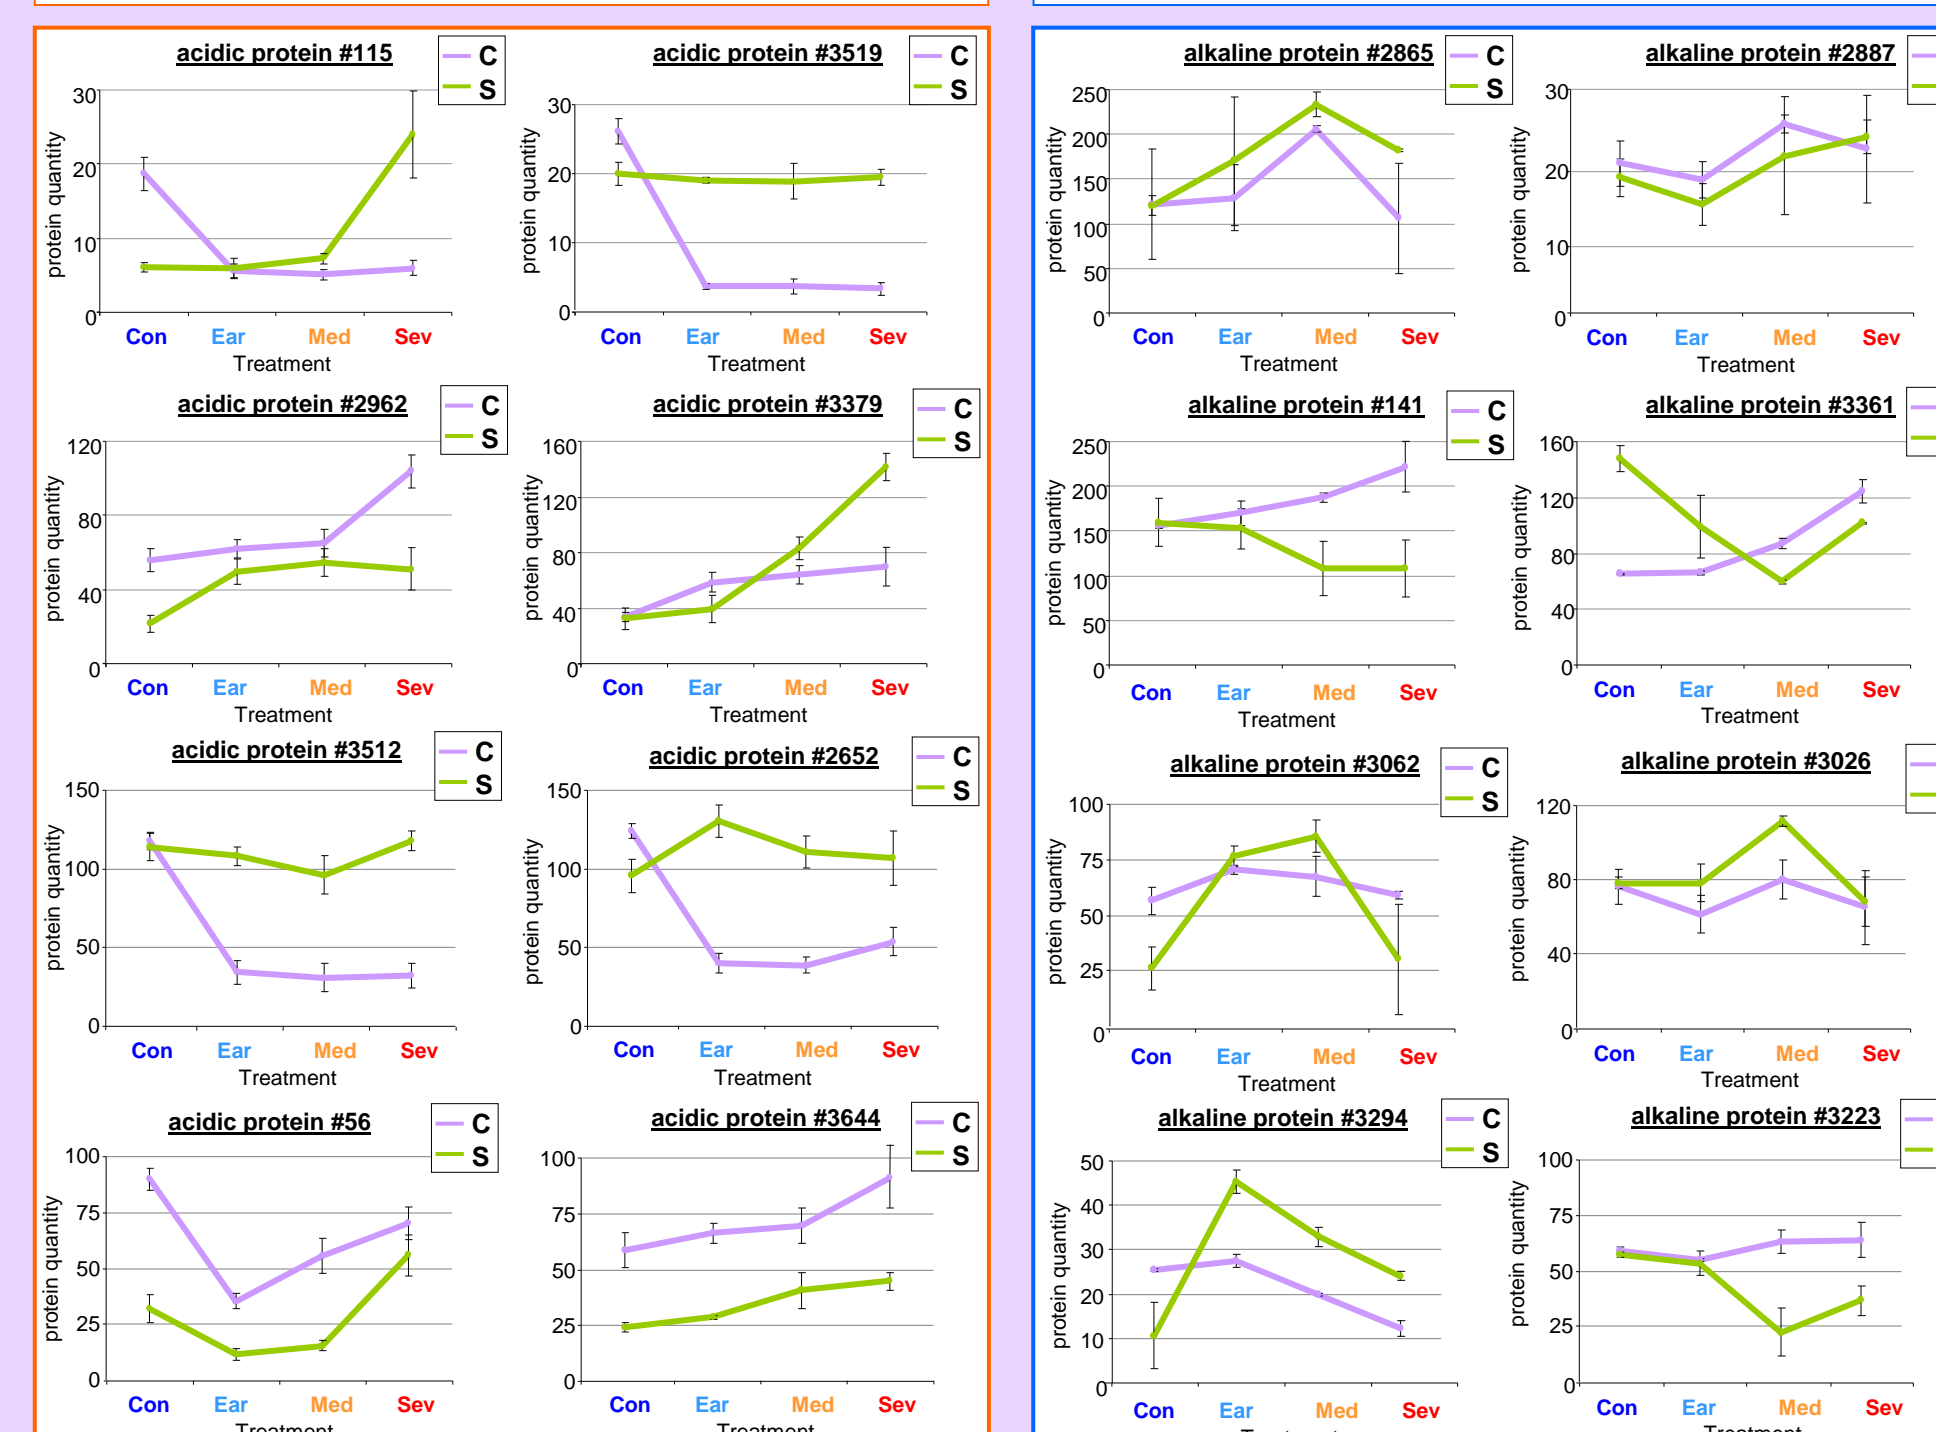 acidic protein #115
C
S
protein quantity
30
20
10
0
Con Ear Med Sev
Treatment
acidic protein #3519
C
S
protein quantity
30
20
10
0
Con Ear Med Sev
Treatment
alkaline protein #2865
C
S
protein quantity
250
200
150
100
50
0
Con Ear Med Sev
Treatment
alkaline protein #2887
protein quantity
30
20
10
0
Con Ear Med Sev
Treatment
acidic protein #2962
C
S
protein quantity
120
80
40
0
Con Ear Med Sev
Treatment
acidic protein #3379
C
S
protein quantity
160
120
80
40
0
Con Ear Med Sev
Treatment
alkaline protein #141
C
S
protein quantity
250
200
150
100
50
0
Con Ear Med Sev
Treatment
alkaline protein #3361
protein quantity
160
120
80
40
0
Con Ear Med Sev
Treatment
acidic protein #3512
C
S
protein quantity
150
100
50
0
Con Ear Med Sev
Treatment
acidic protein #2652
C
S
protein quantity
150
100
50
0
Con Ear Med Sev
Treatment
alkaline protein #3062
C
S
protein quantity
100
75
50
25
0
Con Ear Med Sev
Treatment
alkaline protein #3026
protein quantity
120
80
40
0
Con Ear Med Sev
Treatment
acidic protein #56
C
S
protein quantity
100
75
50
25
0
Con Ear Med Sev
Treatment
acidic protein #3644
C
S
protein quantity
100
75
50
25
0
Con Ear Med Sev
Treatment
alkaline protein #3294
C
S
protein quantity
50
40
30
20
10
0
Con Ear Med Sev
Treatment
alkaline protein #3223
protein quantity
100
75
50
25
0
Con Ear Med Sev
Treatment